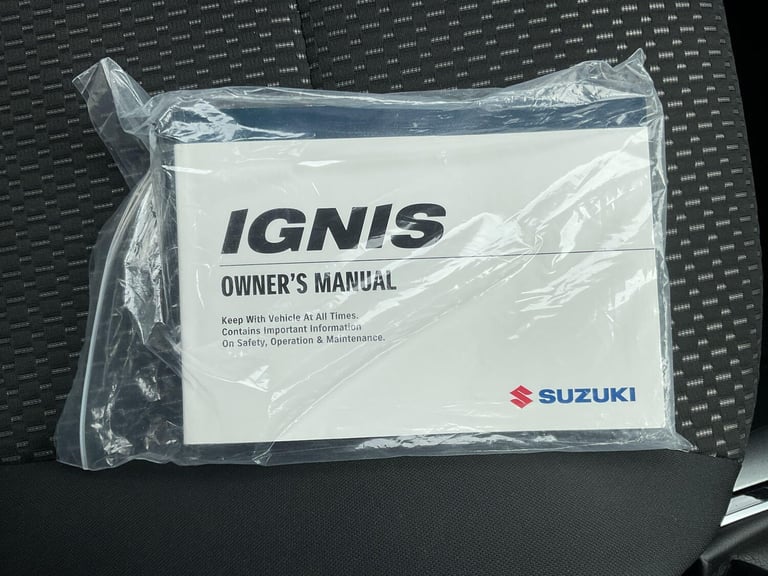 IGNIS
OWNER'S MANUAL
Keep With Vehicle At All Times.
Contains Important Information
On Safety, Operation & Maintenance.
SUZUKI